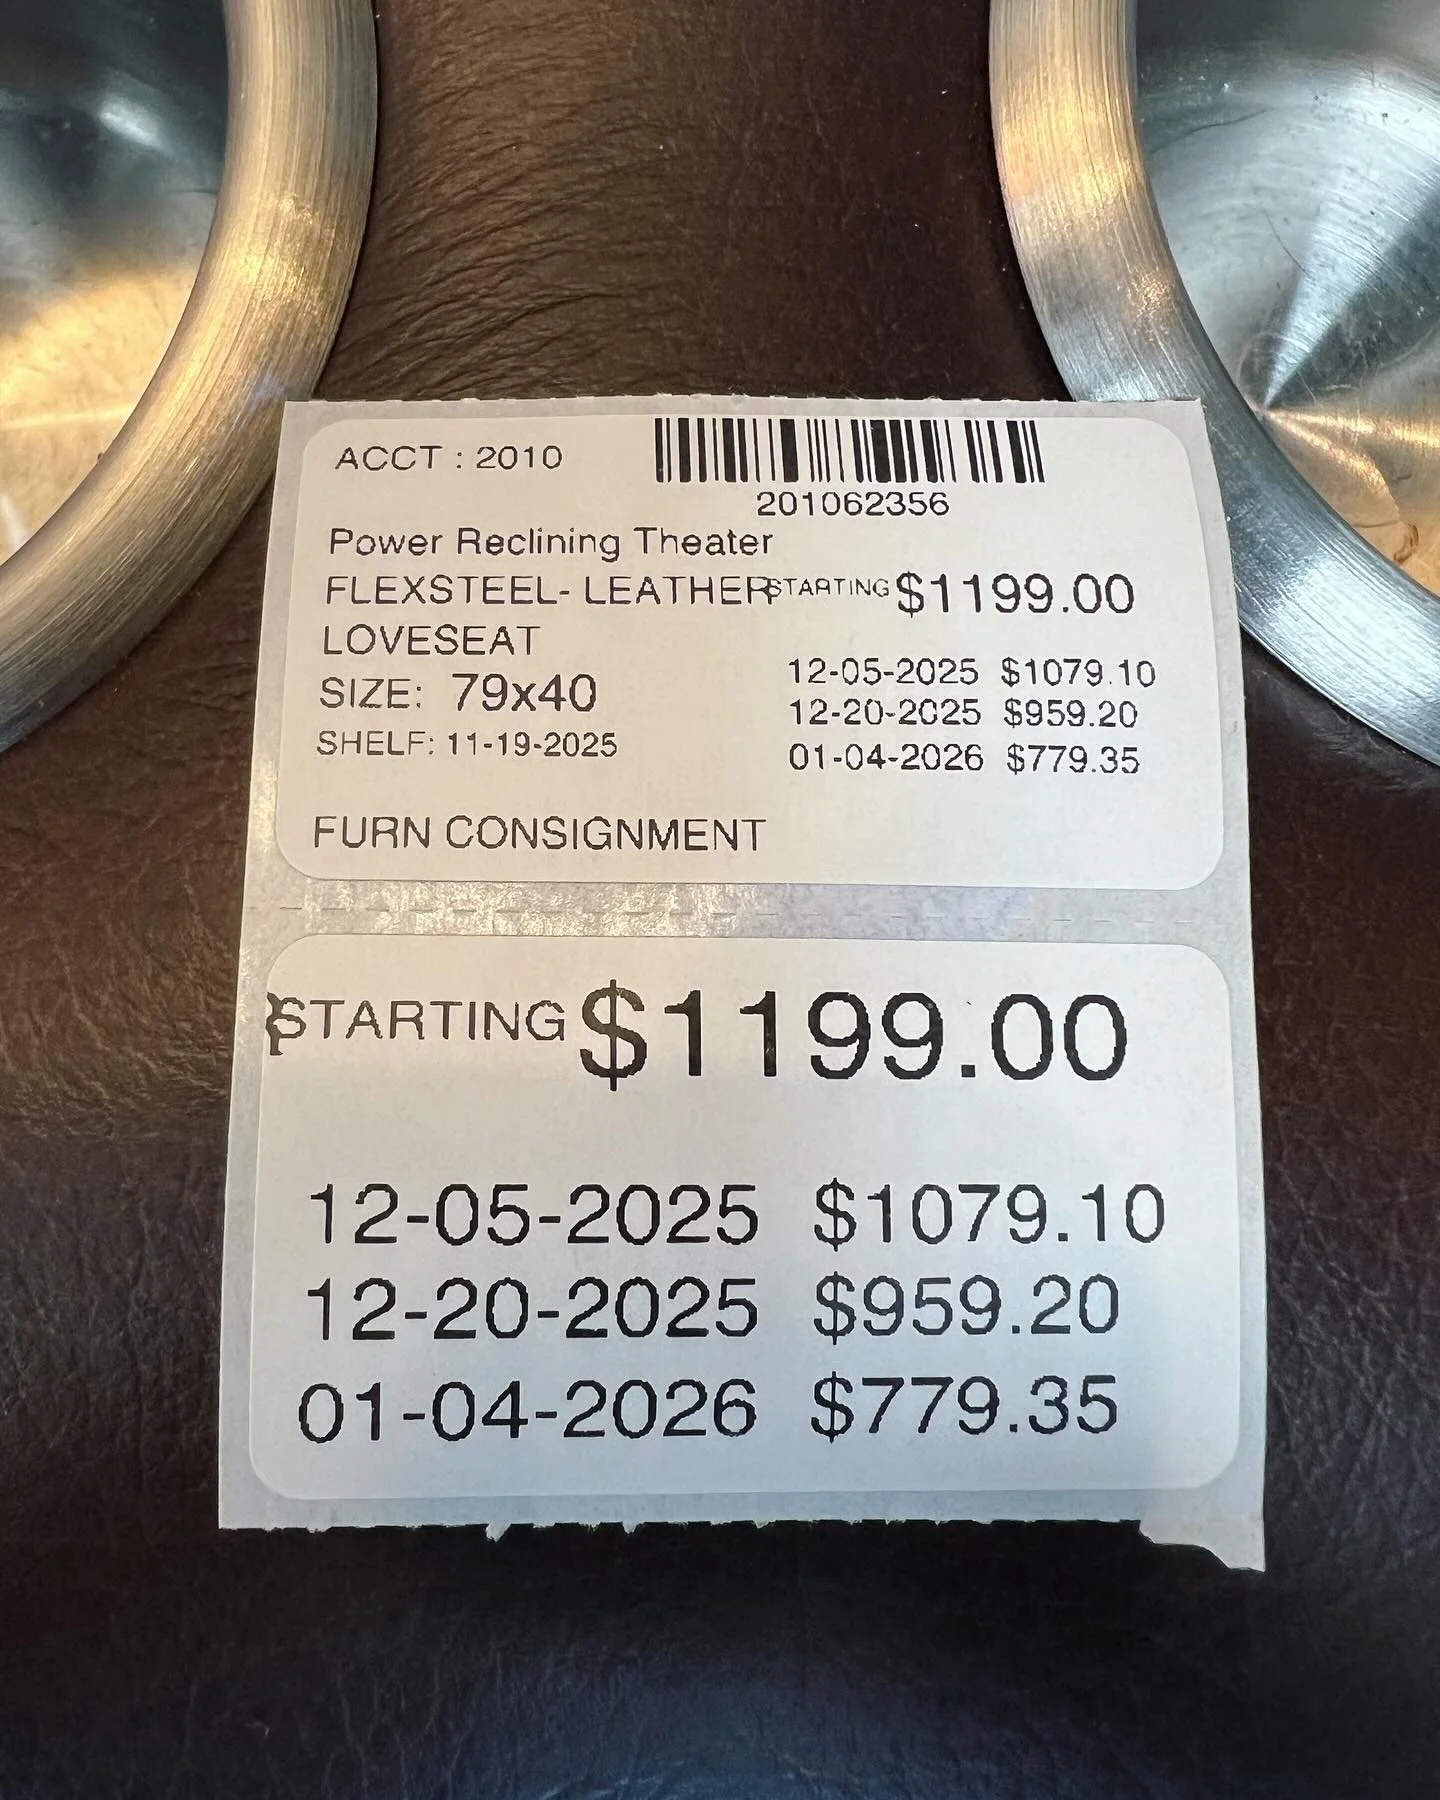 ACCT : 2010
201062356
Power Reclining Theater
FLEXSTEEL- LEATHER STARTING $1199.00
LOVESEAT
SIZE: 79x40
SHELF: 11-19-2025
12-05-2025 $1079.10
12-20-2025 $959.20
01-04-2026 $779.35
FURN CONSIGNMENT
STARTING $1199.00
12-05-2025 $1079.10
12-20-2025 $959.20
01-04-2026 $779.35